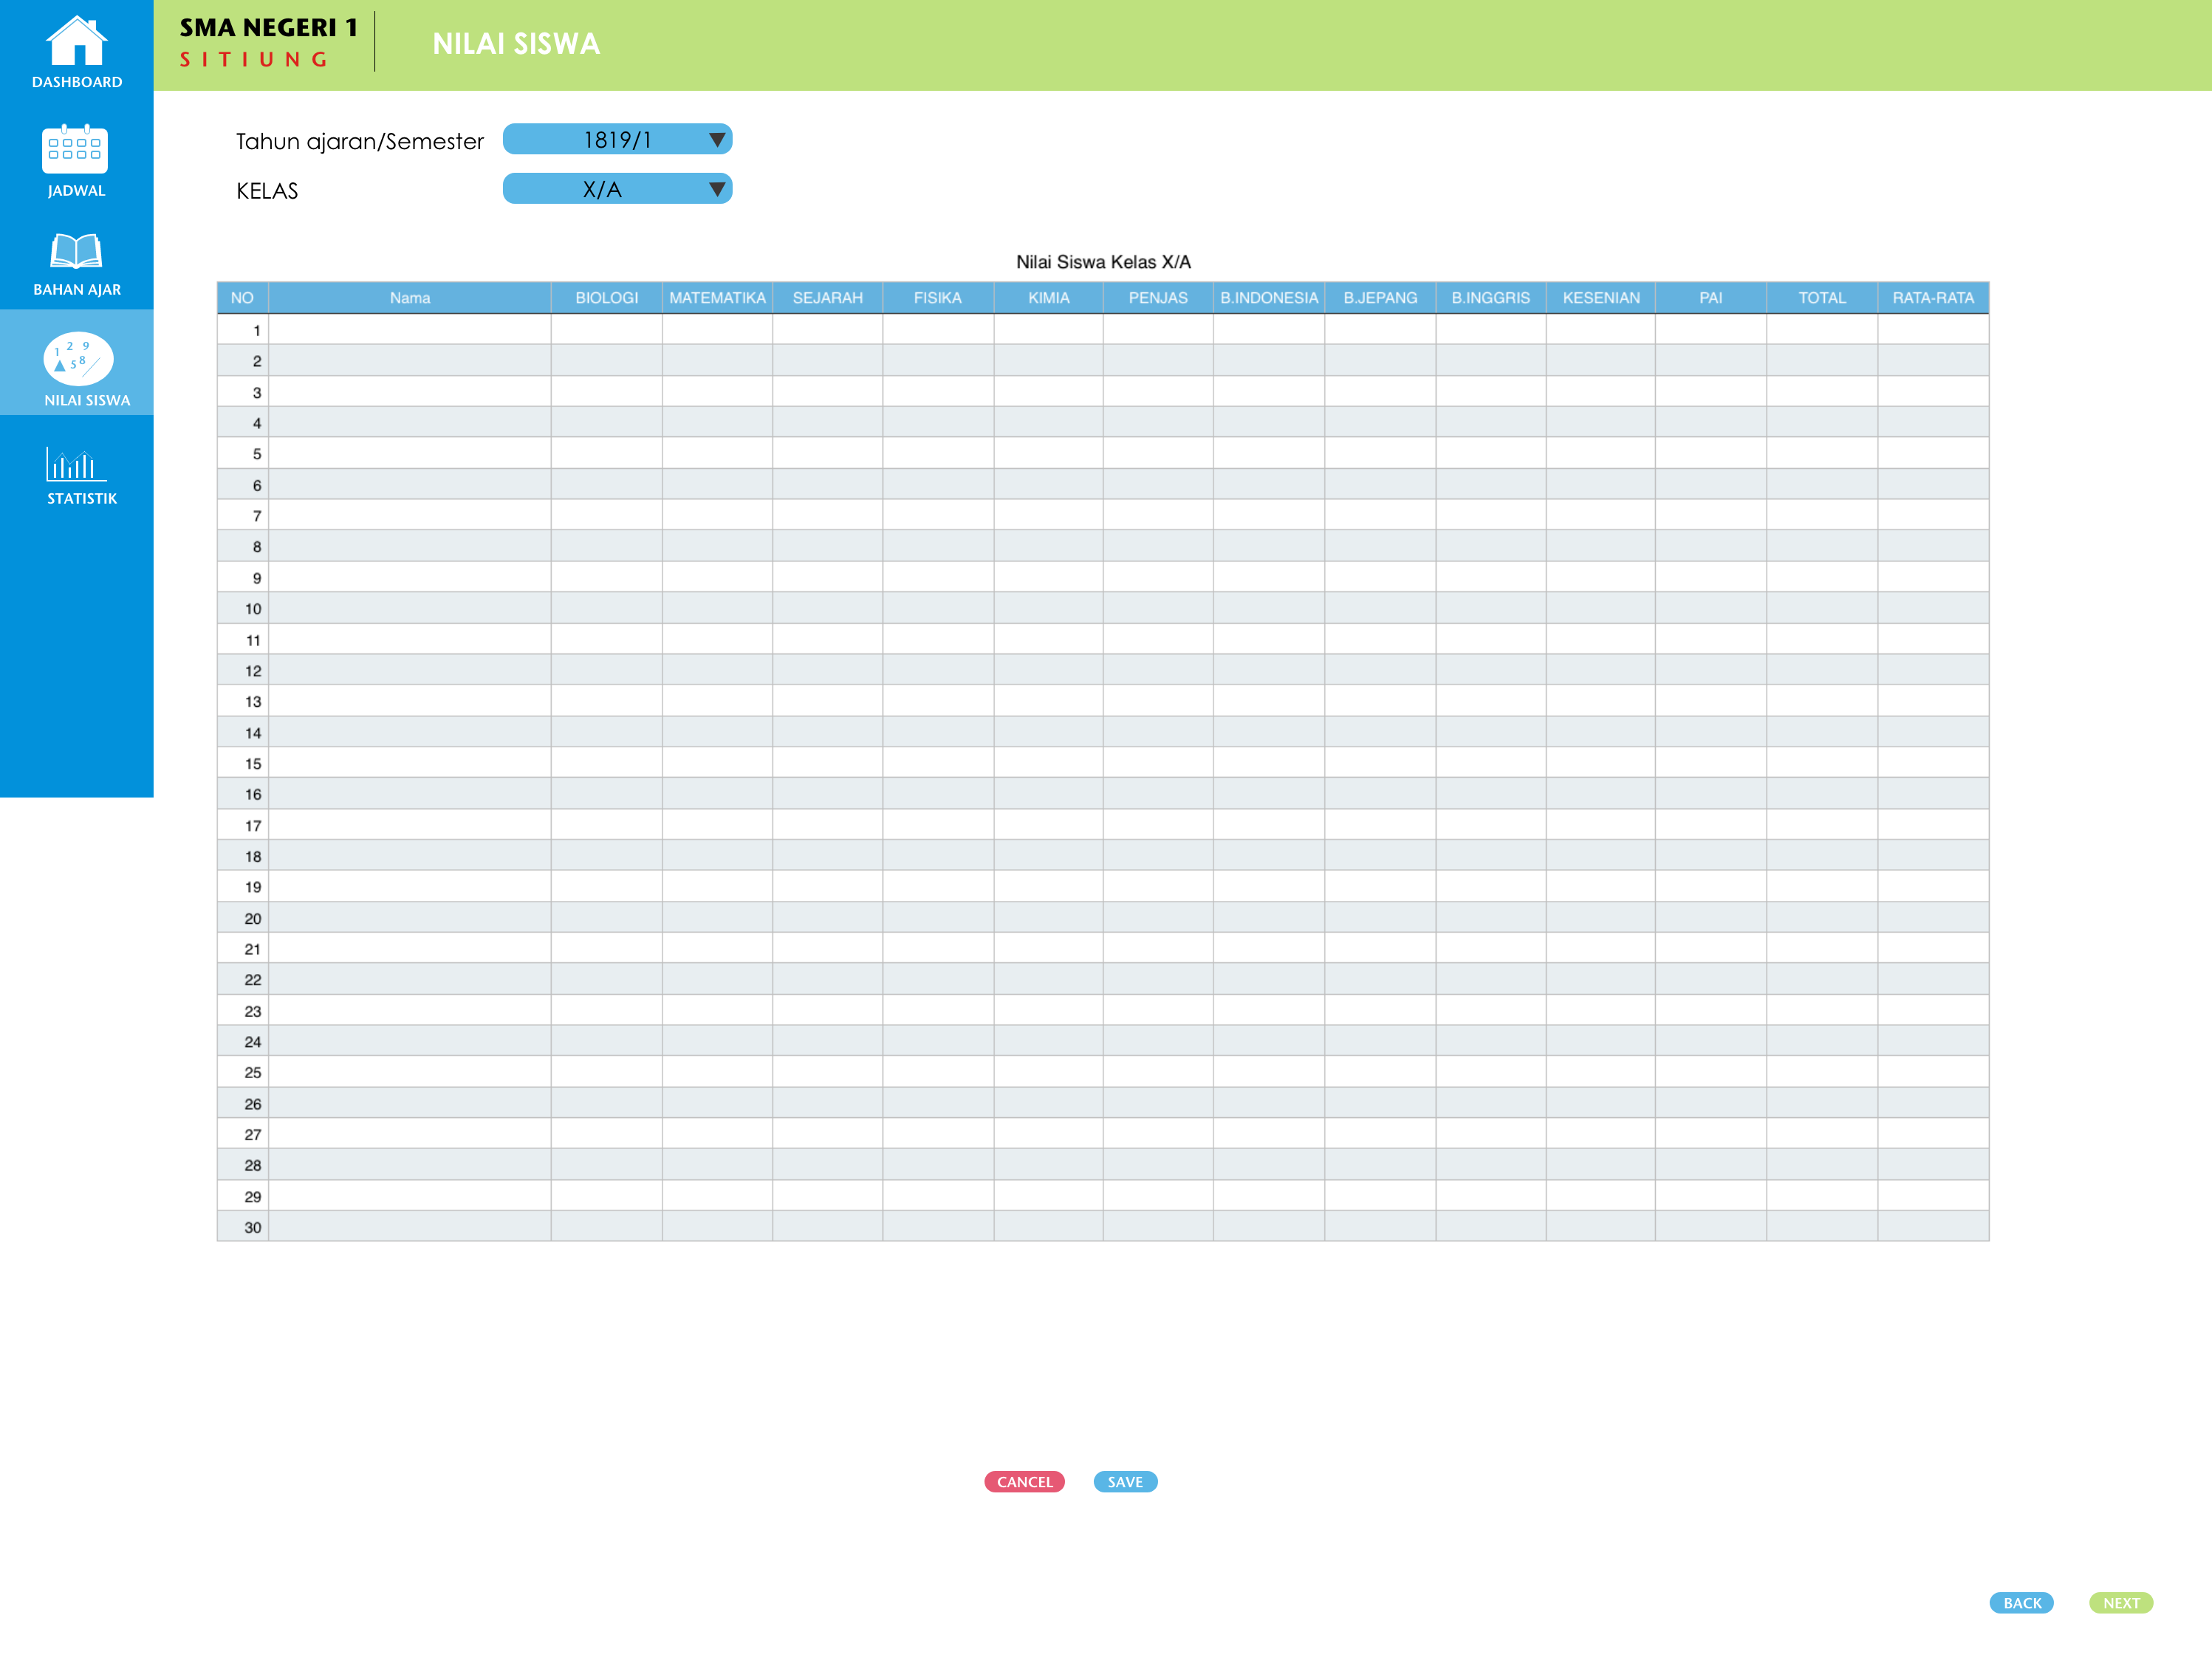 DASHBOARD
JADWAL
BAHAN AJAR
1 2 9
5 8
NILAI SISWA
STATISTIK
SMA NEGERI 1
SITIUNG
NILAI SISWA
Tahun ajaran/Semester 1819/1
KELAS X/A
Nilai Siswa Kelas X/A
NO Nama BIOLOGI MATEMATIKA SEJARAH FISIKA KIMIA PENJAS B.INDONESIA B.JEPANG B.INGGRIS KESENIAN PAI TOTAL RATA-RATA
1
2
3
4
5
6
7
8
9
10
11
12
13
14
15
16
17
18
19
20
21
22
23
24
25
26
27
28
29
30
CANCEL SAVE
BACK NEXT